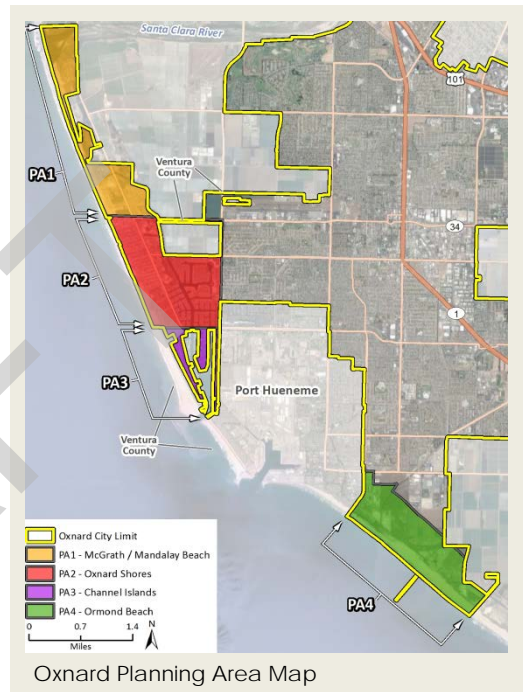 Santa Clara River
101
PA1
Ventura
County
34
PA2
1
PA3
Port Hueneme
Ventura
County
PA4
Oxnard City Limit
PA1 - McGrath / Mandalay Beach
PA2 - Oxnard Shores
PA3 - Channel Islands
PA4 - Ormond Beach
0 0.7 1.4
Miles
N
Oxnard Planning Area Map